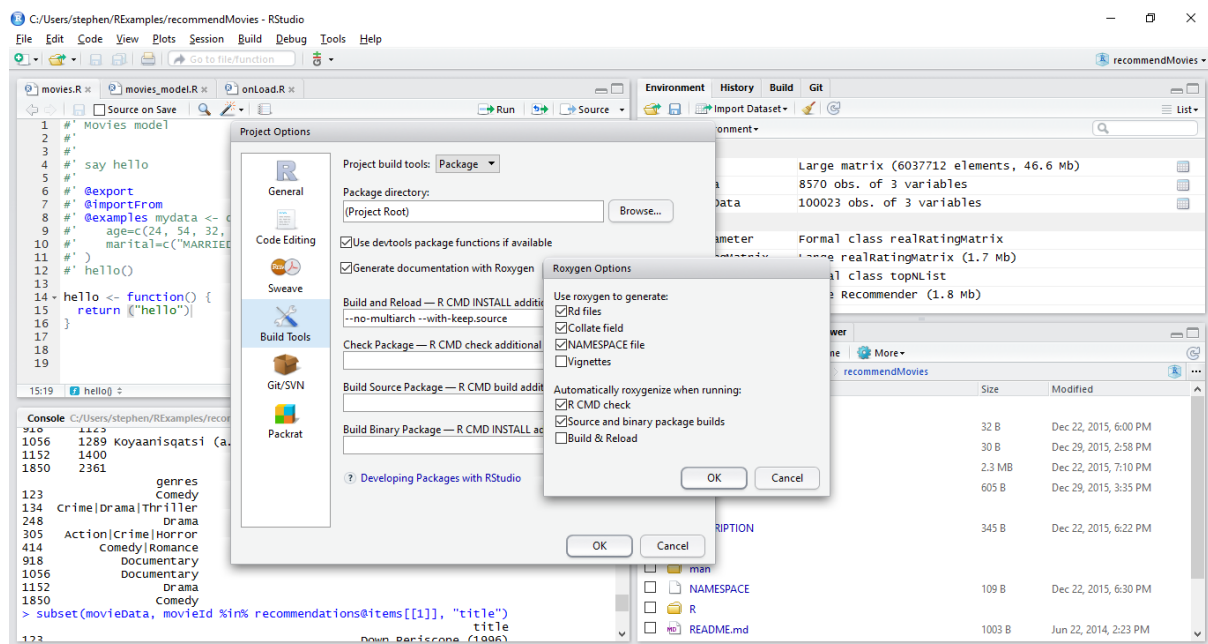 C:/Users/stephen/RExamples/recommendMovies - RStudio
File Edit Code View Plots Session Build Debug Tools Help
Go to file/function
recommendMovies
movies.R × movies_model.R × onLoad.R ×
Source on Save Run Source
1 #' Movies model
2 #'
3 #'
4 #' say hello
5 #'
6 #' @export
7 #' @importFrom
8 #' @examples mydata <-
9 #' age=c(24, 54, 32,
10 #' marital=c("MARRIED
11 #' )
12 #' hello()
13
14 hello <- function() {
15 return ("hello")
16 }
17
18
19
15:19 hello()
Console C:/Users/stephen/RExamples/
918 1125
1056 1289 Koyaanisqatsi (a.
1152 1400
1850 2361
genres
123 Comedy
134 Crime|Drama|Thriller
248 Drama
305 Action|Crime|Horror
414 Comedy|Romance
918 Documentary
1056 Documentary
1152 Drama
1850 Comedy
> subset(movieData, movieId %in% recommendations@items[[1]], "title")
title
123 Down Periscope (1996)
Project Options
General
Code Editing
Sweave
Build Tools
Git/SVN
Packrat
Project build tools: Package
Package directory:
(Project Root) Browse...
Use devtools package functions if available
Generate documentation with Roxygen
Build and Reload — R CMD INSTALL
--no-multiarch --with-keep.source
Check Package — R CMD check additional
Build Source Package — R CMD build
Build Binary Package — R CMD INSTALL
? Developing Packages with RStudio
OK Cancel
Roxygen Options
Use roxygen to generate:
Rd files
Collate field
NAMESPACE file
Vignettes
Automatically roxygenize when running:
R CMD check
Source and binary package builds
Build & Reload
OK Cancel
Environment History Build Git
Import Dataset List
Large matrix (6037712 elements, 46.6 Mb)
8570 obs. of 3 variables
100023 obs. of 3 variables
Formal class realRatingMatrix
Large realRatingMatrix (1.7 Mb)
class topNList
Recommender (1.8 Mb)
More
recommendMovies
Size Modified
32 B Dec 22, 2015, 6:00 PM
30 B Dec 29, 2015, 2:58 PM
2.3 MB Dec 22, 2015, 7:10 PM
605 B Dec 29, 2015, 3:35 PM
345 B Dec 22, 2015, 6:22 PM
man
NAMESPACE 109 B Dec 22, 2015, 6:30 PM
R
README.md 1003 B Jun 22, 2014, 2:23 PM